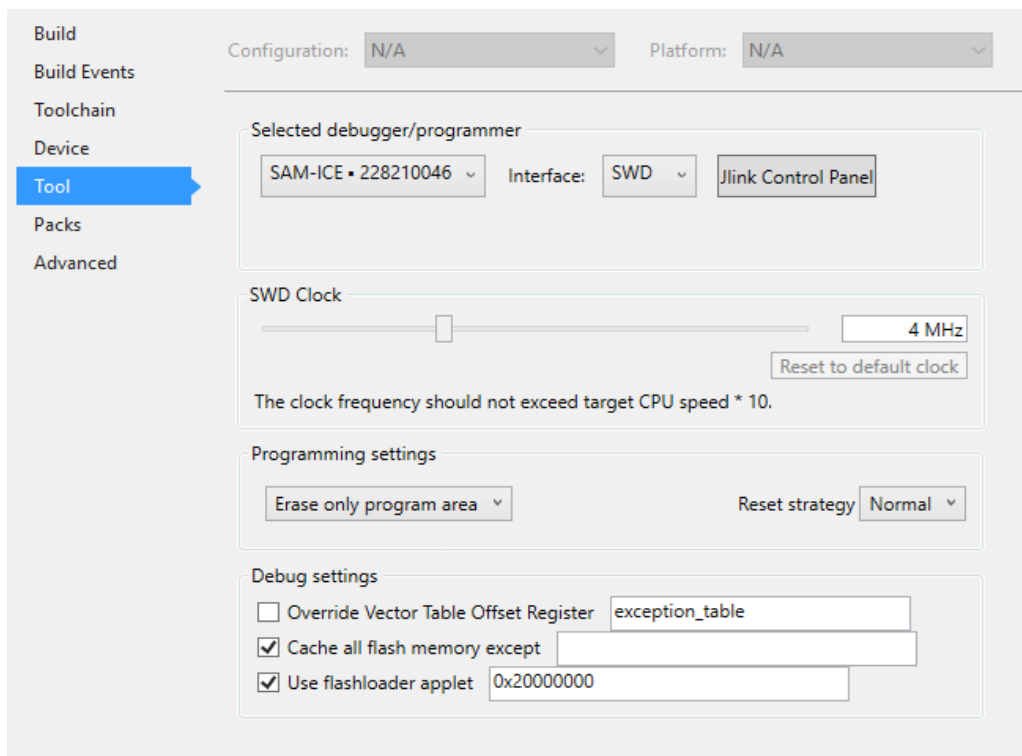 Build
Build Events
Toolchain
Device
Tool
Packs
Advanced
Configuration: N/A Platform: N/A
Selected debugger/programmer
SAM-ICE • 228210046 Interface: SWD Jlink Control Panel
SWD Clock
4 MHz
Reset to default clock
The clock frequency should not exceed target CPU speed * 10.
Programming settings
Erase only program area Reset strategy Normal
Debug settings
Override Vector Table Offset Register exception_table
Cache all flash memory except
Use flashloader applet 0x20000000